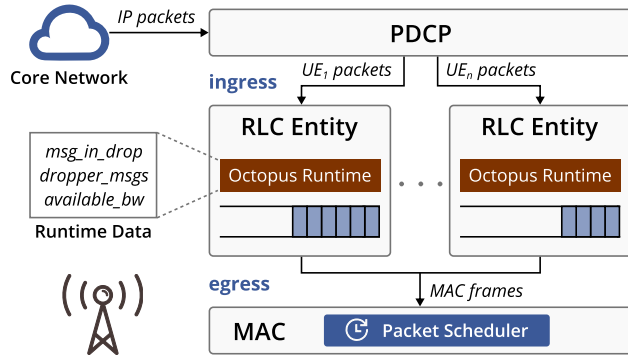 IP packets
PDCP
Core Network
ingress
UE₁ packets
UEₙ packets
RLC Entity
RLC Entity
msg_in_drop
dropper_msgs
available_bw
Octopus Runtime
. . .
Octopus Runtime
Runtime Data
egress
MAC frames
MAC
Packet Scheduler